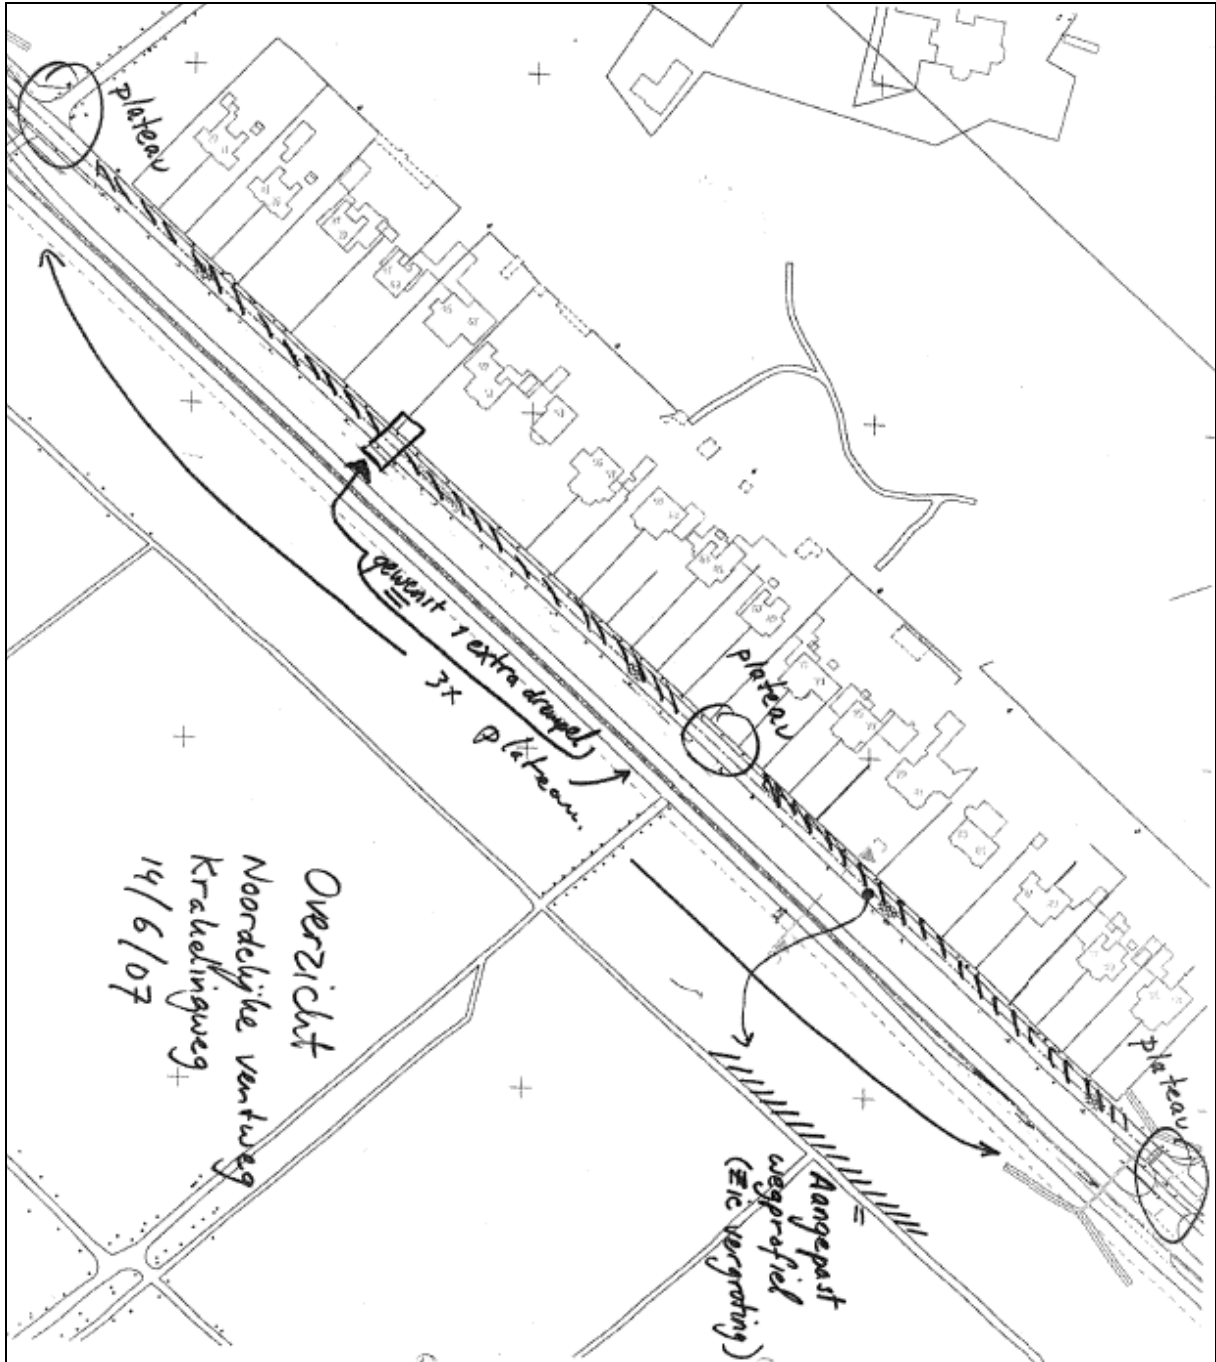 plateau
gewenst 1 extra drempel
=
3x
plateau.
plateau
plateau
Overzicht
Noordelijke ventweg
Krakelingweg
14/6/07
=
Aangepast
wegprofiel
(Zie vergroting)